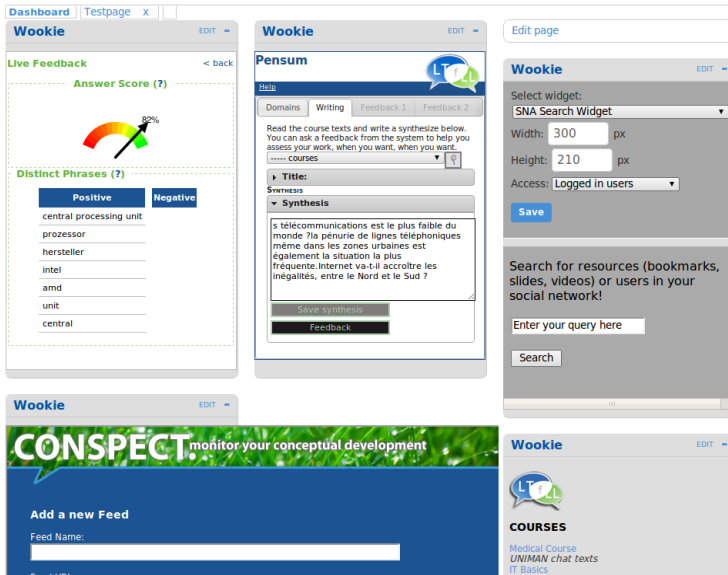 Dashboard Testpage x
Wookie EDIT -
Live Feedback < back
Answer Score (?)
82%
Distinct Phrases (?)
Positive Negative
central processing unit
prozessor
hersteller
intel
amd
unit
central
Wookie EDIT -
Pensum
LTfLL
Help
Domains Writing Feedback 1 Feedback 2
Read the course texts and write a synthesize below.
You can ask a feedback from the system to help you
assess your work, when you want, when you want.
----- courses
Title:
SYNTHESIS
Synthesis
s télécommunications est le plus faible du
monde ?la pénurie de lignes téléphoniques
même dans les zones urbaines est
également la situation la plus
fréquente.Internet va-t-il accroître les
inégalités, entre le Nord et le Sud ?
Save synthesis
Feedback
Edit page
Wookie EDIT -
Select widget:
SNA Search Widget
Width: 300 px
Height: 210 px
Access: Logged in users
Save
Search for resources (bookmarks,
slides, videos) or users in your
social network!
Enter your query here
Search
Wookie EDIT -
CONSPECT. monitor your conceptual development
Add a new Feed
Feed Name:
Wookie EDIT -
LTfLL
COURSES
Medical Course
UNIMAN chat texts
IT Basics